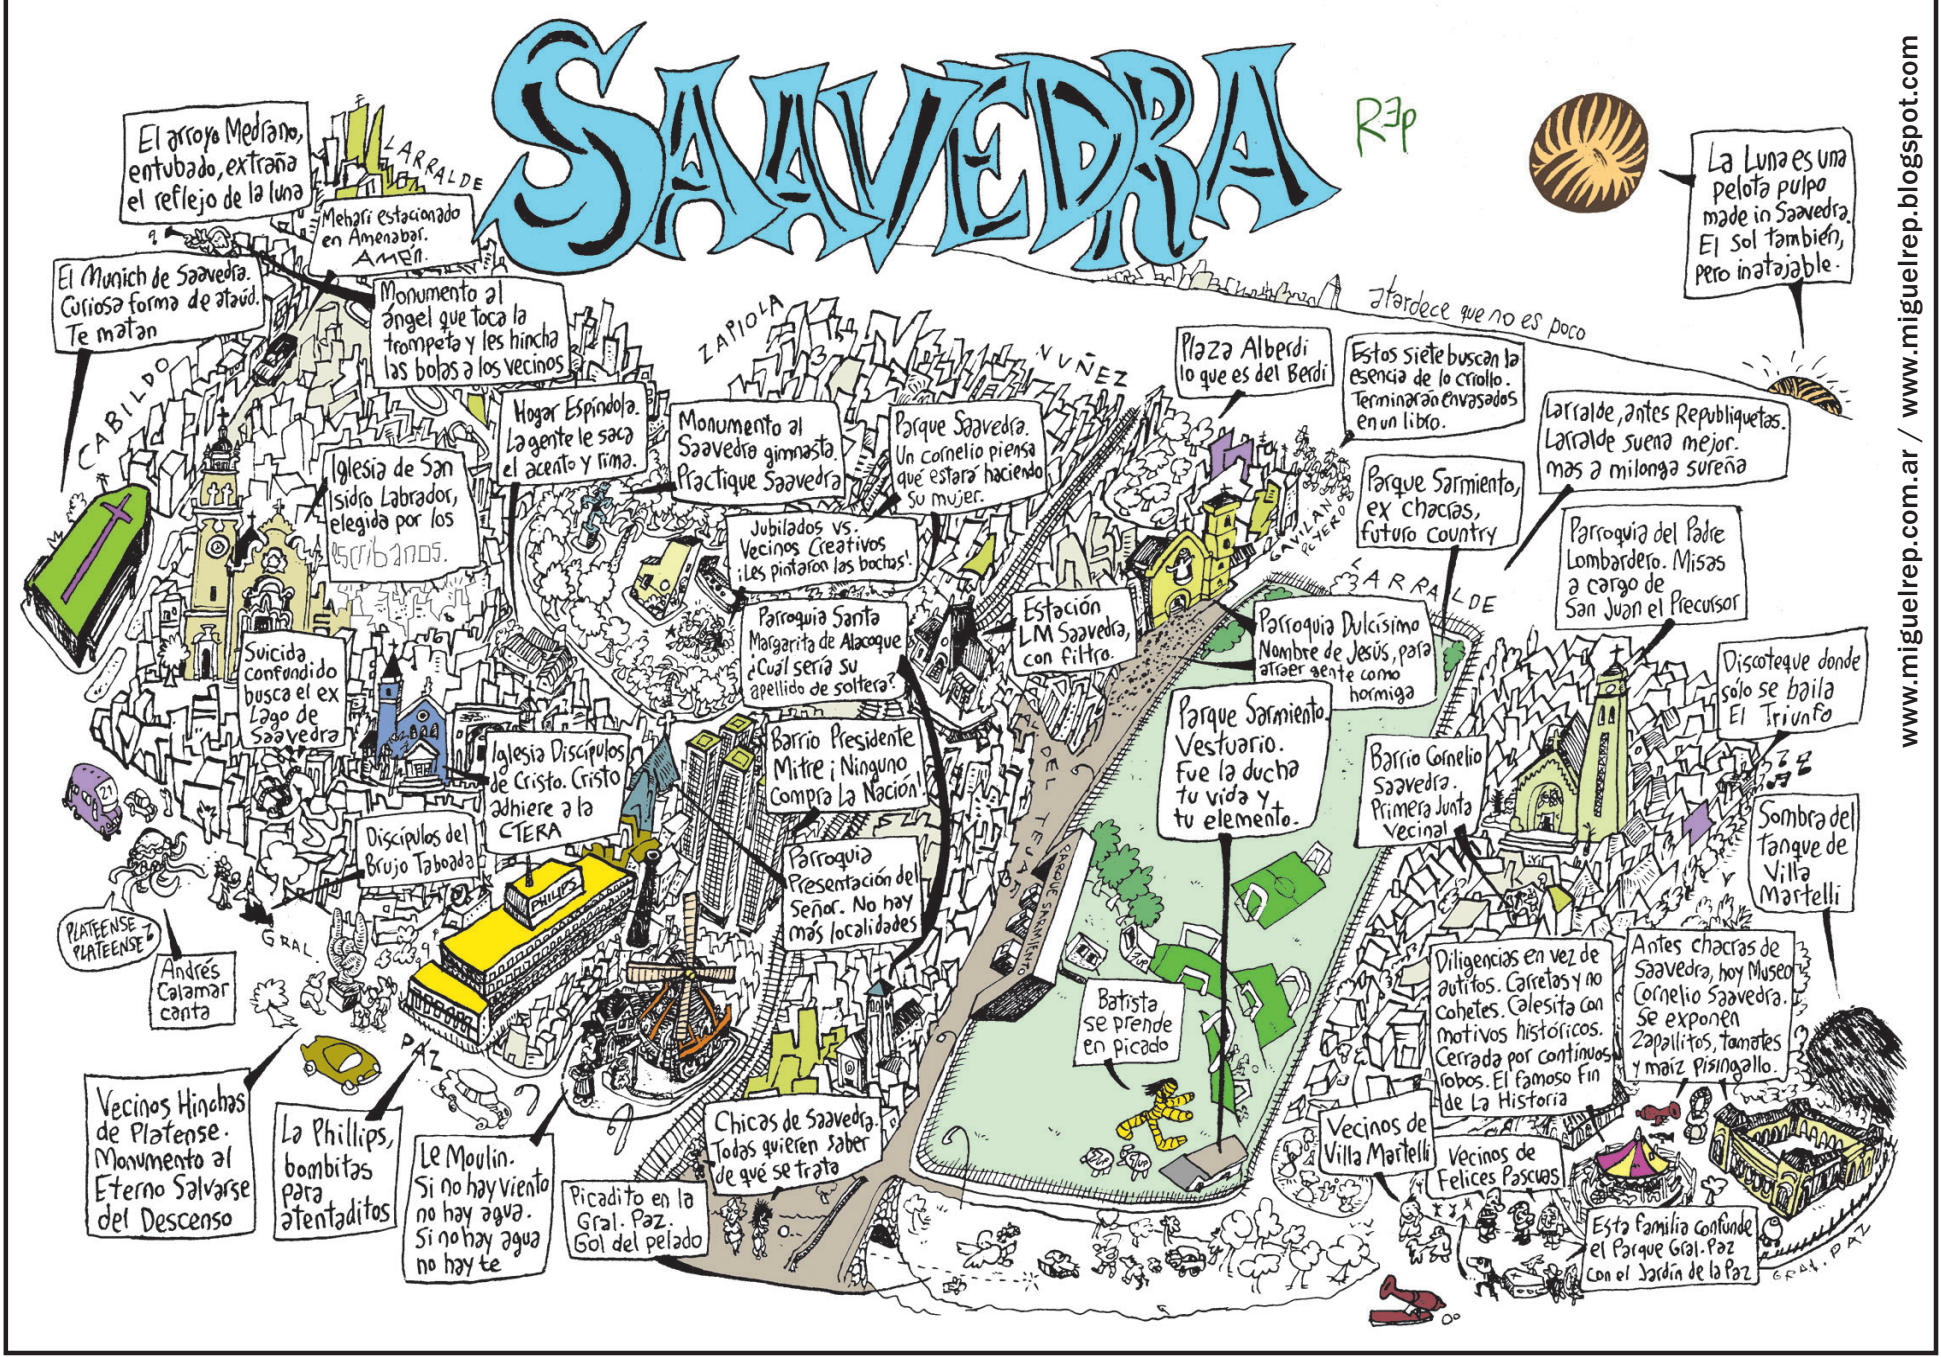 SAAVEDRA
REP
www.miguelrep.com.ar / www.miguelrep.blogspot.com
El arroyo Medrano,
entubado, extraña
el reflejo de la luna
LARRALDE
Mehari estacionado
en Amenabar.
AMEN.
El Munich de Saavedra.
Curiosa forma de ataúd.
Te matan
Monumento al
ángel que toca la
trompeta y les hincha
las bolas a los vecinos
CABILDO
ZAPIOLA
NUÑEZ
atardece que no es poco
La Luna es una
pelota pulpo
made in Saavedra.
El sol también,
pero inatajable.
Plaza Alberdi
lo que es del Berdi
Estos siete buscan la
esencia de lo criollo.
Terminarán envasados
en un libro.
Larralde, antes Republiquetas.
Larralde suena mejor.
mas a milonga sureña
Hogar Espíndola.
La gente le saca
el acento y rima.
Monumento al
Saavedra gimnasta.
Practique Saavedra
Parque Saavedra.
Un cornelio piensa
qué estará haciendo
su mujer.
Iglesia de San
Isidro Labrador,
elegida por los
escribanos.
Jubilados vs.
Vecinos Creativos
¡Les pintaron las bochas!
Parque Sarmiento,
ex chacras,
futuro country
GAVILAN
PEYERO
LARRALDE
Parroquia del Padre
Lombardero. Misas
a cargo de
San Juan el Precursor
Parroquia Santa
Margarita de Alacoque
¿Cuál sería su
apellido de soltera?
Estación
LM Saavedra,
con filtro.
Parroquia Dulcísimo
Nombre de Jesús, para
atraer gente como
hormiga
Suicida
confundido
busca el ex
Lago de
Saavedra
Discoteque donde
sólo se baila
El Triunfo
Iglesia Discípulos
de Cristo. Cristo
adhiere a la
CTERA
Barrio Presidente
Mitre ¡Ninguno
Compra La Nación!
Parque Sarmiento.
Vestuario.
Fue la ducha
tu vida y
tu elemento.
Barrio Cornelio
Saavedra.
Primera Junta
Vecinal
21
Discípulos del
Brujo Taboada
DEL TEJAR
PARQUE SARMIENTO
Sombra del
Tanque de
Villa
Martelli
PHILLIPS
Parroquia
Presentación del
Señor. No hay
más localidades
PLATEENSE
PLATEENSE?
Andrés
Calamar
canta
GRAL.
PAZ
Batista
se prende
en picado
7UP
7UP
7UP
Diligencias en vez de
autitos. Carretas y no
cohetes. Calesita con
motivos históricos.
Cerrada por continuos
robos. El famoso Fin
de La Historia
Antes chacras de
Saavedra, hoy Museo
Cornelio Saavedra.
Se exponen
Zapallitos, tomates
y maíz pisingallo.
Vecinos Hinchas
de Platense.
Monumento al
Eterno Salvarse
del Descenso
La Phillips,
bombitas
para
atentaditos
Le Moulin.
Si no hay viento
no hay agua.
Si no hay agua
no hay te
Chicas de Saavedra.
Todas quieren saber
de qué se trata
Picadito en la
Gral. Paz.
Gol del pelado
Vecinos de
Villa Martelli
Vecinos de
Felices Pascuas
Esta familia confunde
el Parque Gral. Paz
con el Jardín de la Paz
GRAL. PAZ